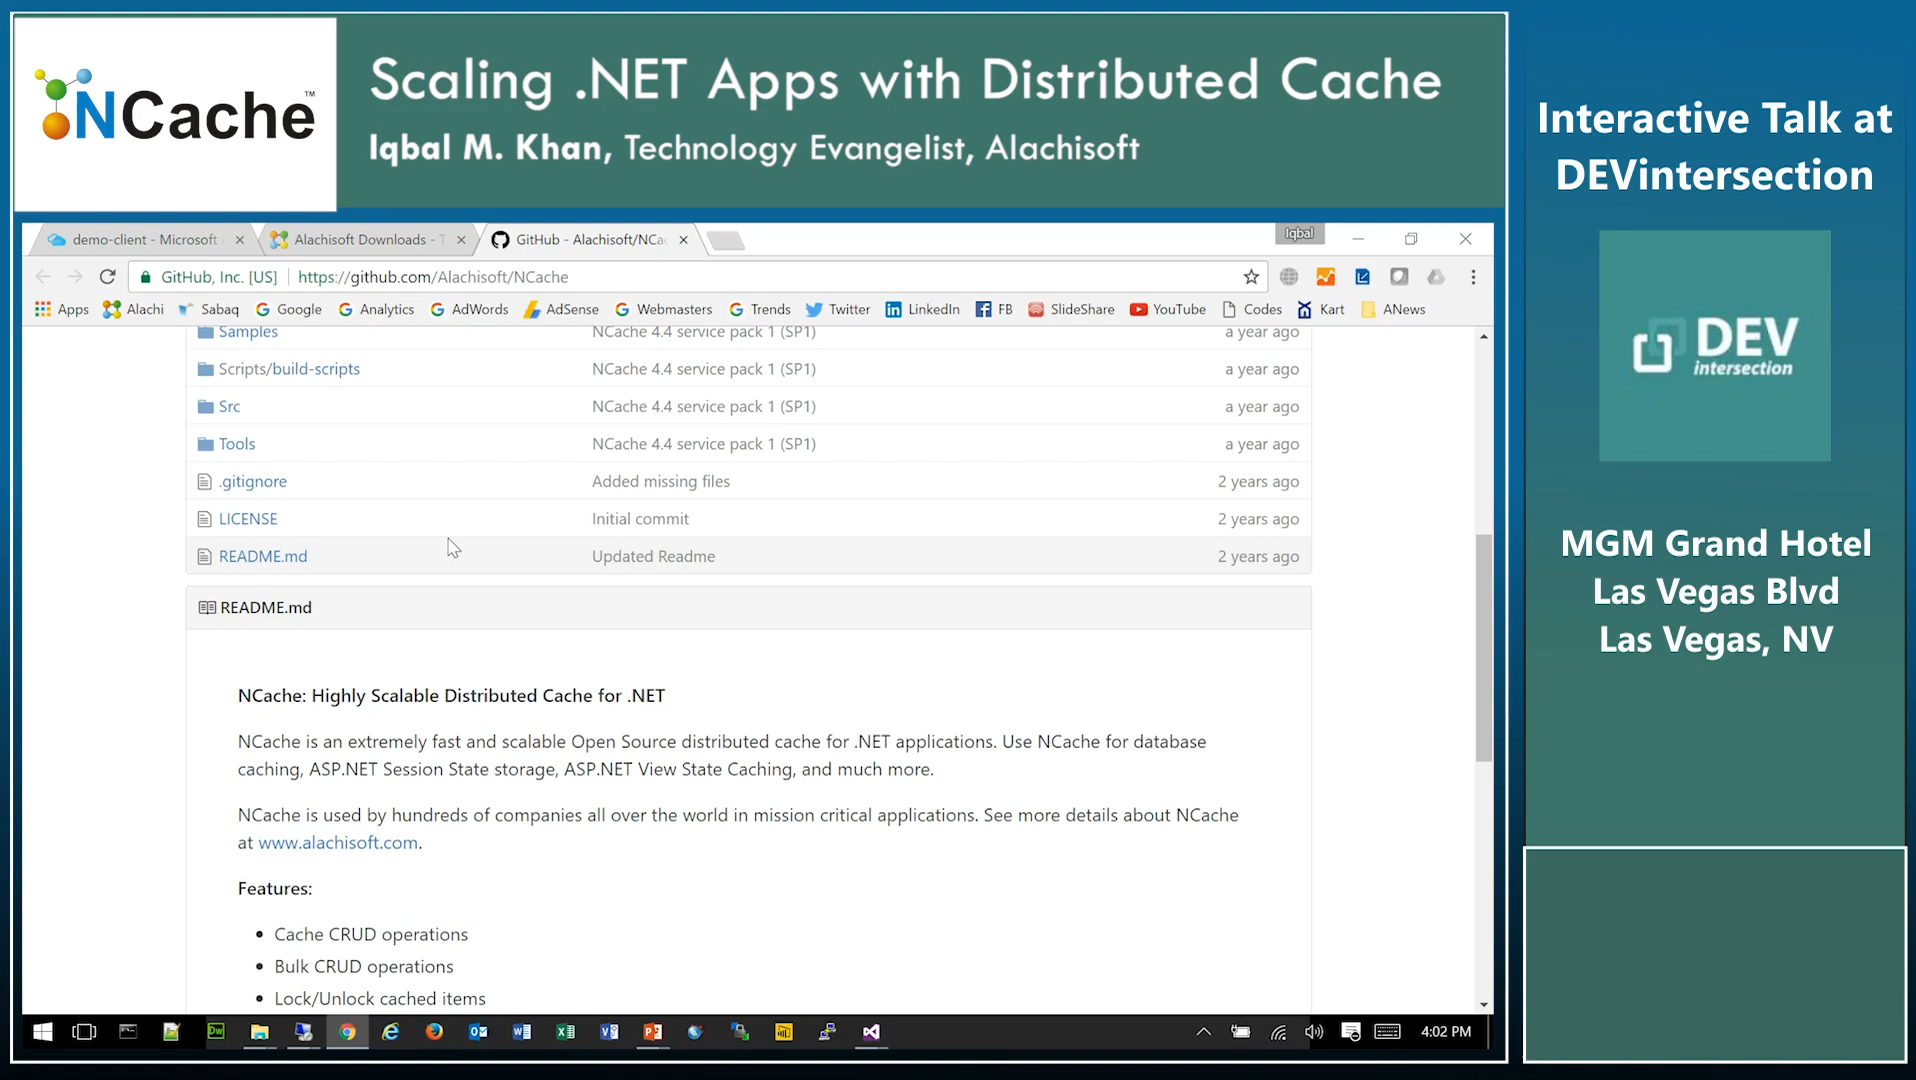 NCache™
Scaling .NET Apps with Distributed Cache
Iqbal M. Khan, Technology Evangelist, Alachisoft
Interactive Talk at
DEVintersection
DEV
intersection
MGM Grand Hotel
Las Vegas Blvd
Las Vegas, NV
demo-client - Microsoft
Alachisoft Downloads - T
GitHub - Alachisoft/NCa
Iqbal
GitHub, Inc. [US] https://github.com/Alachisoft/NCache
Apps Alachi Sabaq Google Analytics AdWords AdSense Webmasters Trends Twitter LinkedIn FB SlideShare YouTube Codes Kart ANews
Samples NCache 4.4 service pack 1 (SP1) a year ago
Scripts/build-scripts NCache 4.4 service pack 1 (SP1) a year ago
Src NCache 4.4 service pack 1 (SP1) a year ago
Tools NCache 4.4 service pack 1 (SP1) a year ago
.gitignore Added missing files 2 years ago
LICENSE Initial commit 2 years ago
README.md Updated Readme 2 years ago
README.md
NCache: Highly Scalable Distributed Cache for .NET
NCache is an extremely fast and scalable Open Source distributed cache for .NET applications. Use NCache for database
caching, ASP.NET Session State storage, ASP.NET View State Caching, and much more.
NCache is used by hundreds of companies all over the world in mission critical applications. See more details about NCache
at www.alachisoft.com.
Features:
• Cache CRUD operations
• Bulk CRUD operations
• Lock/Unlock cached items
Dw
4:02 PM